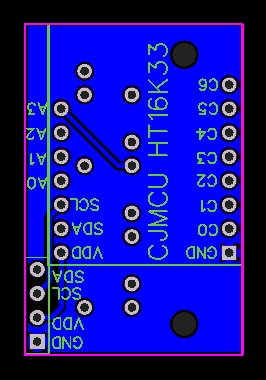 CJMCU HT16K33
A3
A2
A1
A0
SCL
SDA
VDD
C6
C5
C4
C3
C2
C1
C0
GND
SDA
SCL
VDD
GND